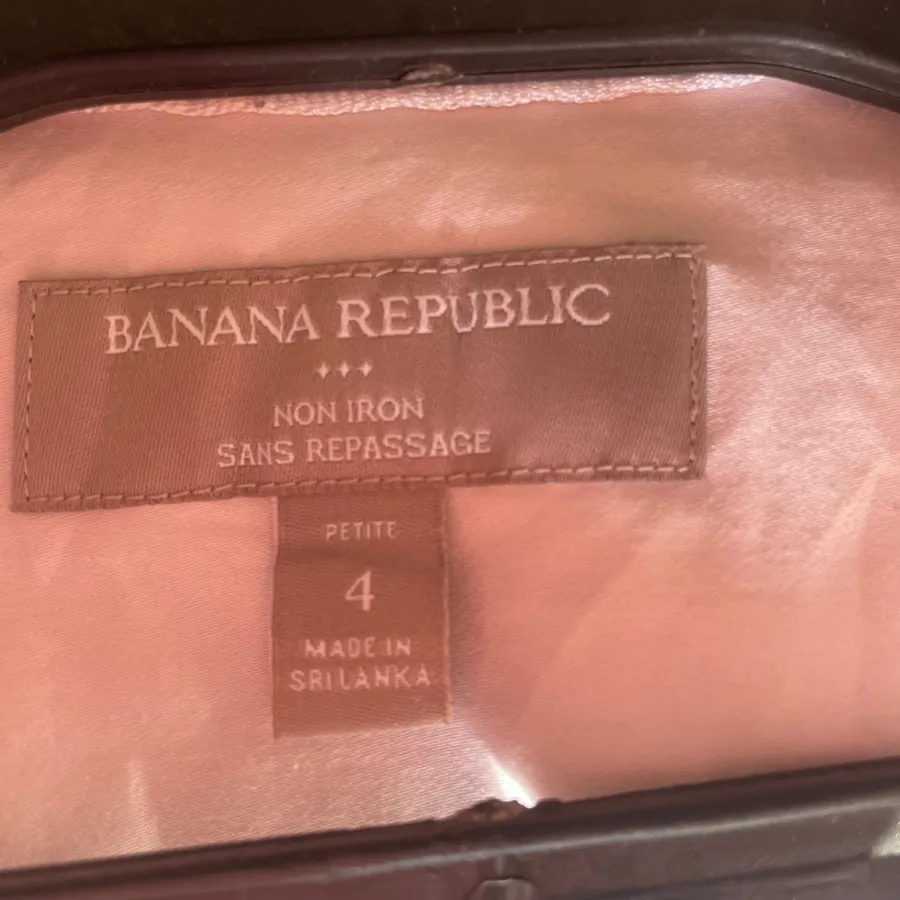 BANANA REPUBLIC
NON IRON
SANS REPASSAGE
PETITE
4
MADE IN
SRI LANKA